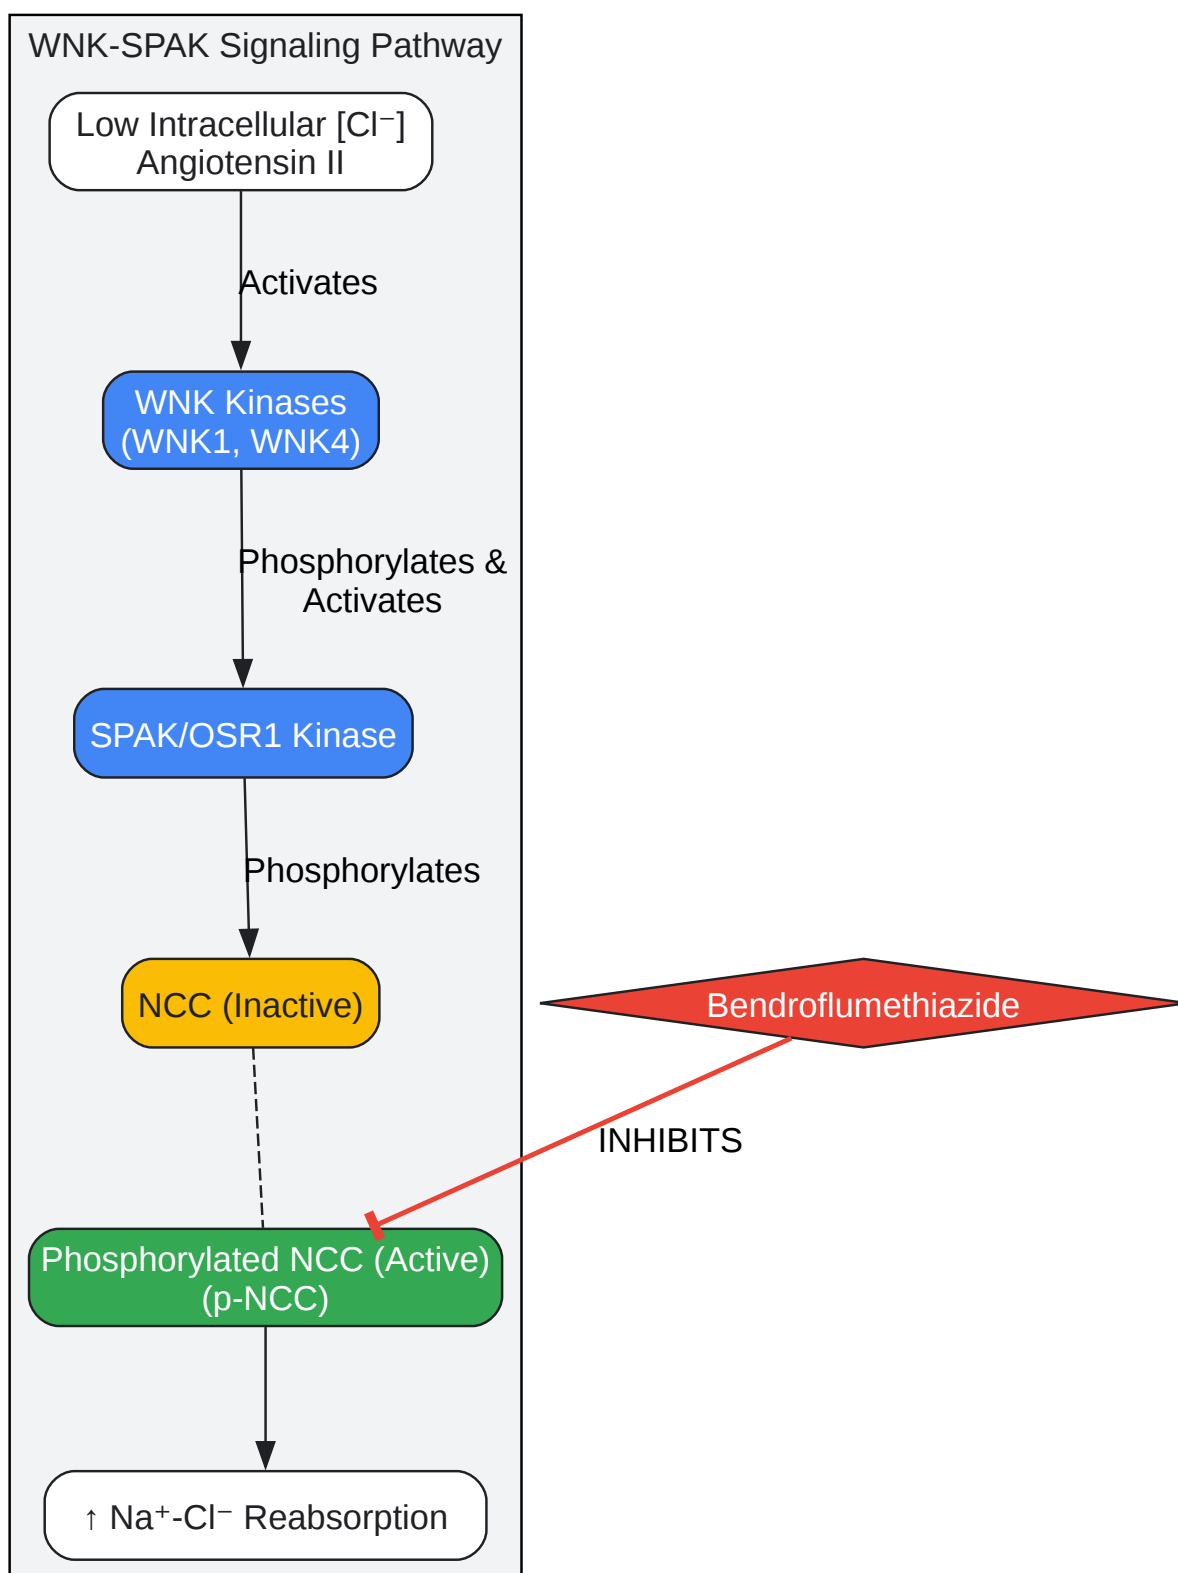 WNK-SPAK Signaling Pathway
Low Intracellular [Cl⁻]
Angiotensin II
Activates
WNK Kinases
(WNK1, WNK4)
Phosphorylates &
Activates
SPAK/OSR1 Kinase
Phosphorylates
NCC (Inactive)
Bendroflumethiazide
INHIBITS
Phosphorylated NCC (Active)
(p-NCC)
↑ Na⁺-Cl⁻ Reabsorption